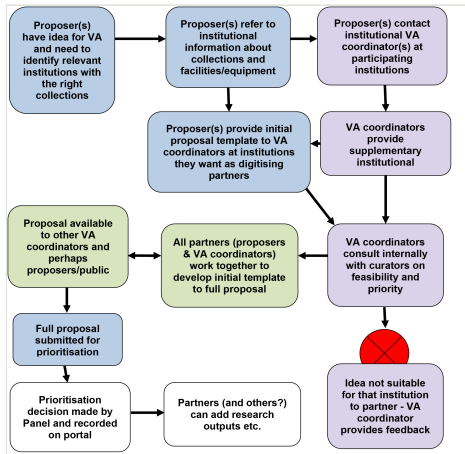 Proposer(s)
have idea for VA
and need to
identify relevant
institutions with
the right
collections
Proposer(s) refer to
institutional
information about
collections and
facilities/equipment
Proposer(s) contact
institutional VA
coordinator(s) at
participating
institutions
Proposer(s) provide initial
proposal template to VA
coordinators at institutions
they want as digitising
partners
VA coordinators
provide
supplementary
institutional
Proposal available
to other VA
coordinators and
perhaps
proposers/public
All partners (proposers
& VA coordinators)
work together to
develop initial template
to full proposal
VA coordinators
consult internally
with curators on
feasibility and
priority
Full proposal
submitted for
prioritisation
Idea not suitable
for that institution
to partner - VA
coordinator
provides feedback
Prioritisation
decision made by
Panel and recorded
on portal
Partners (and others?)
can add research
outputs etc.